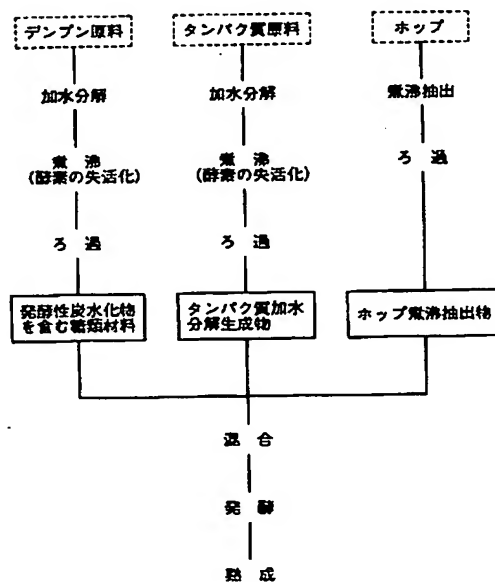 デンプン原料
タンパク質原料
ホップ
加水分解
加水分解
煮沸抽出
煮沸
(酵素の失活化)
煮沸
(酵素の失活化)
ろ過
ろ過
ろ過
発酵性炭水化物
を含む糖類材料
タンパク質加水
分解生成物
ホップ煮沸抽出物
混合
発酵
熟成